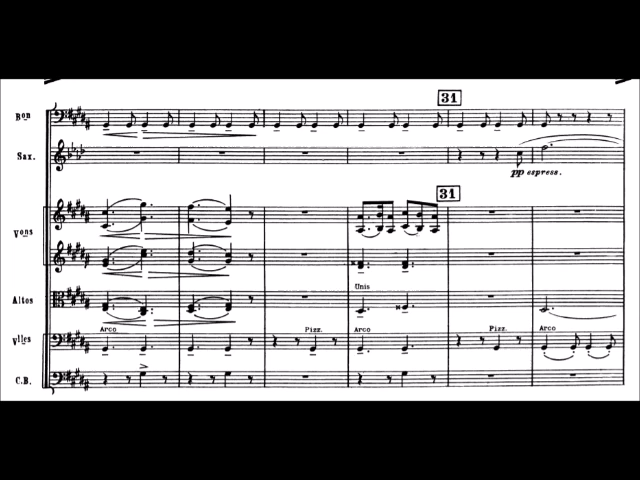 31
Bon
Sax.
pp espress.
31
Vons
Unis
Altos
Arco Pizz. Arco Pizz. Arco
Vlles
C.B.